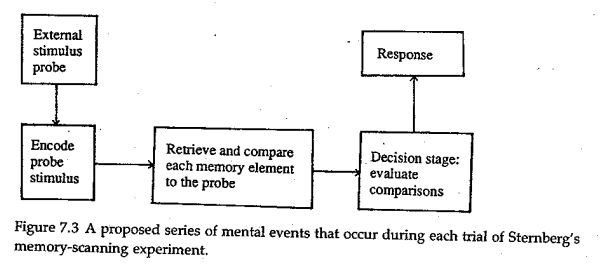 External
stimulus
probe
Response
Encode
probe
stimulus
Retrieve and compare
each memory element
to the probe
Decision stage:
evaluate
comparisons
Figure 7.3 A proposed series of mental events that occur during each trial of Sternberg's
memory-scanning experiment.